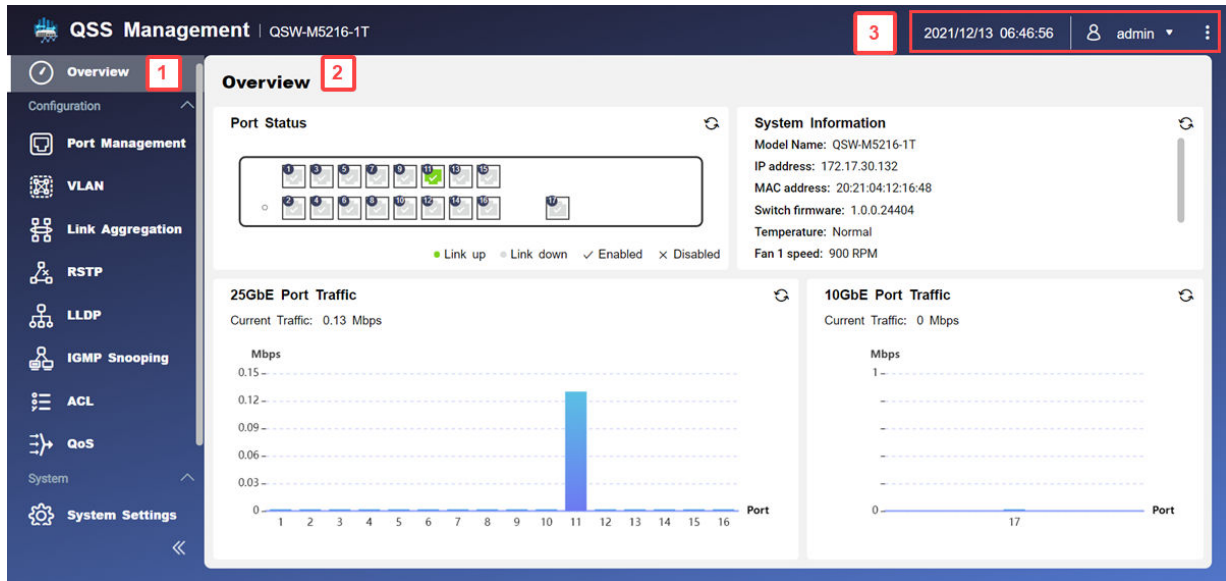 QSS Management | QSW-M5216-1T
3
2021/12/13 06:46:56
admin
Overview
1
Configuration
Port Management
VLAN
Link Aggregation
RSTP
LLDP
IGMP Snooping
ACL
QoS
System
System Settings
Overview
2
Port Status
1 3 5 7 9 11 13 15
2 4 6 8 10 12 14 16 17
Link up Link down Enabled Disabled
System Information
Model Name: QSW-M5216-1T
IP address: 172.17.30.132
MAC address: 20:21:04:12:16:48
Switch firmware: 1.0.0.24404
Temperature: Normal
Fan 1 speed: 900 RPM
25GbE Port Traffic
Current Traffic: 0.13 Mbps
Mbps
0.15
0.12
0.09
0.06
0.03
0
1 2 3 4 5 6 7 8 9 10 11 12 13 14 15 16
Port
10GbE Port Traffic
Current Traffic: 0 Mbps
Mbps
1
0
17
Port